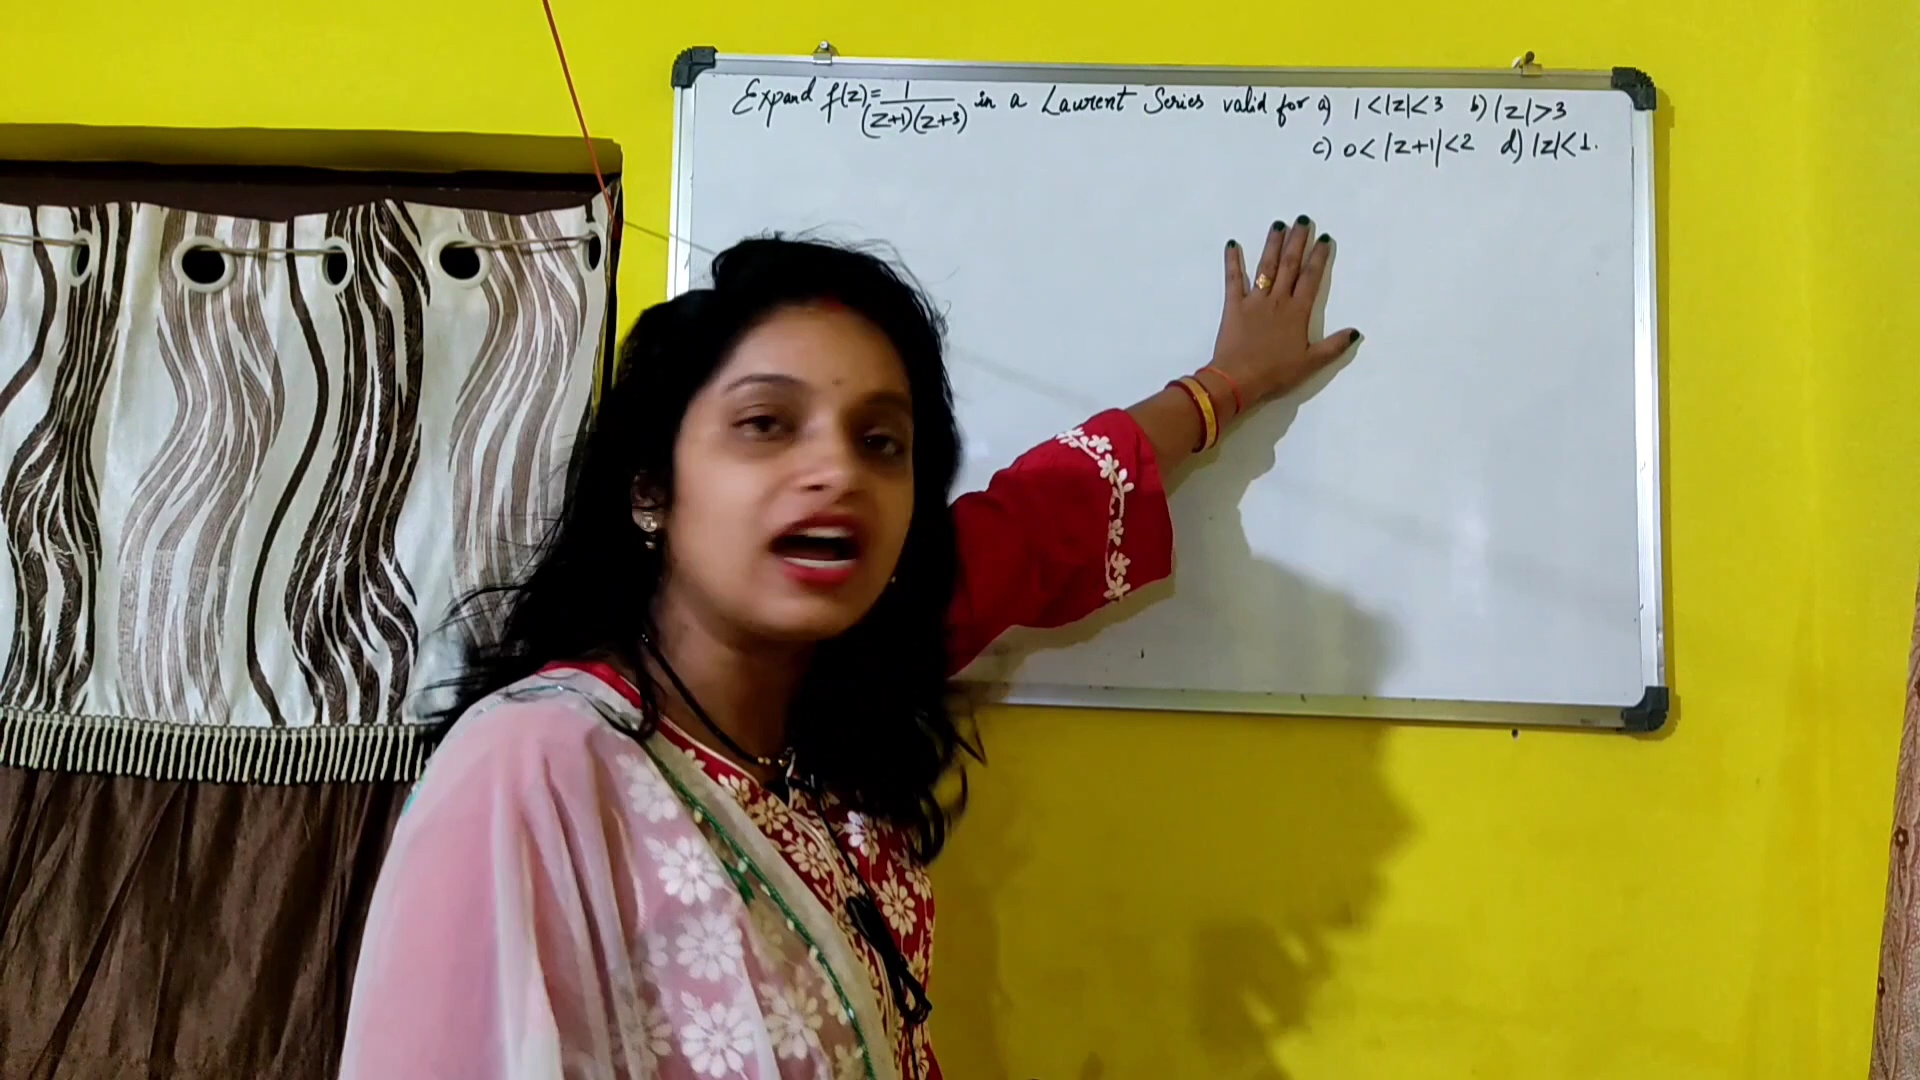 Expand f(z)=1/(z+1)(z+3) in a Laurent Series valid for a) 1<|z|<3 b) |z|>3
c) 0<|z+1|<2 d) |z|<1.